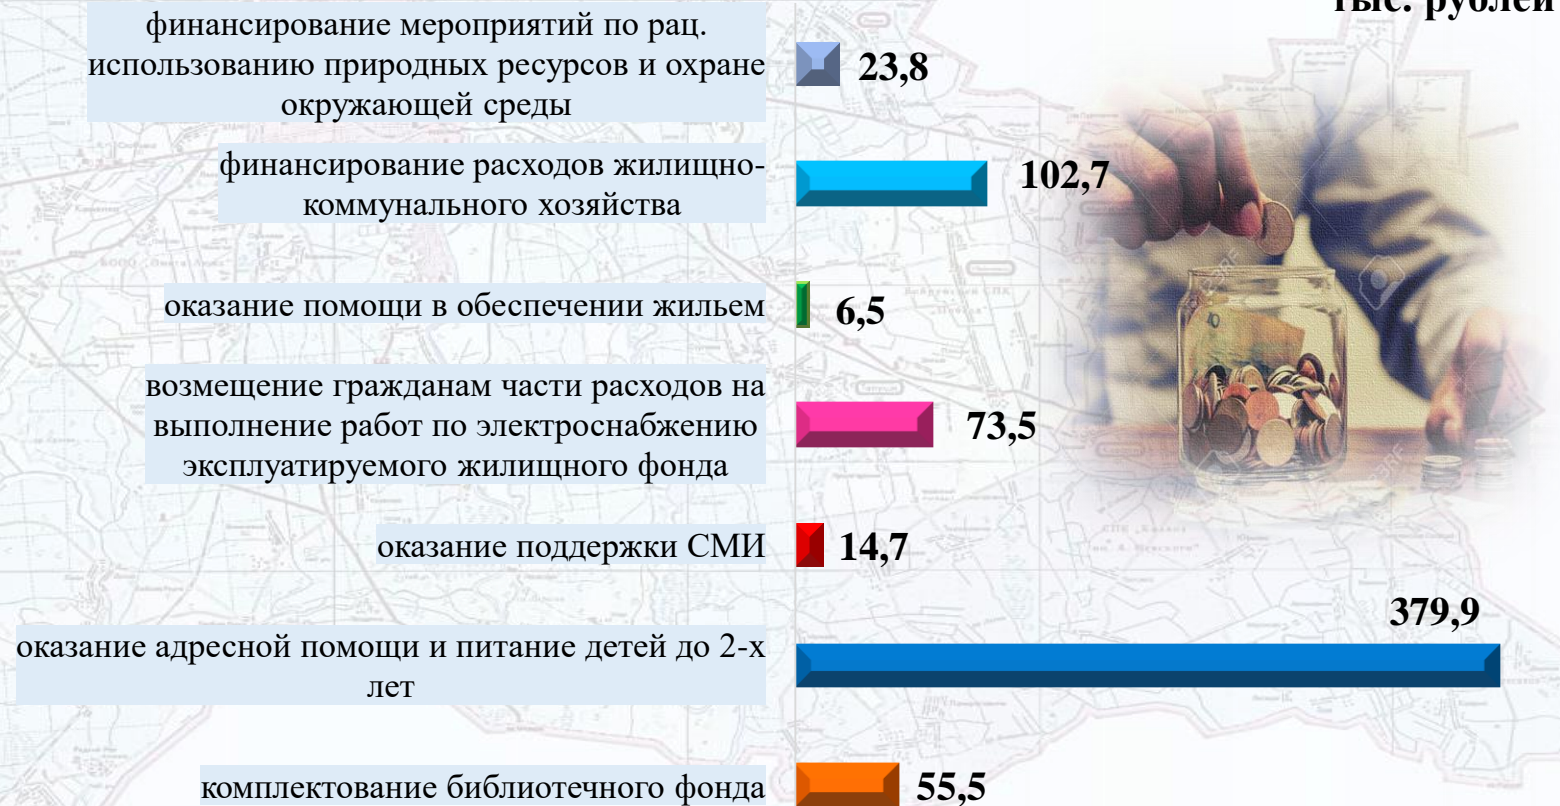 тыс. рублей
финансирование мероприятий по рац.
использованию природных ресурсов и охране
окружающей среды
23,8
финансирование расходов жилищно-
коммунального хозяйства
102,7
оказание помощи в обеспечении жильем
6,5
возмещение гражданам части расходов на
выполнение работ по электроснабжению
эксплуатируемого жилищного фонда
73,5
оказание поддержки СМИ
14,7
оказание адресной помощи и питание детей до 2-х
лет
379,9
комплектование библиотечного фонда
55,5